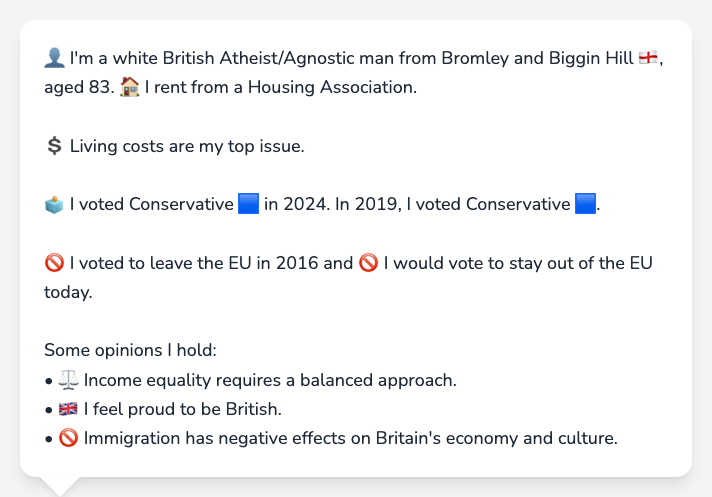 👤 I'm a white British Atheist/Agnostic man from Bromley and Biggin Hill 🏴󠁧󠁢󠁥󠁮󠁧󠁿,
aged 83. 🏠 I rent from a Housing Association.
💲 Living costs are my top issue.
🗳️ I voted Conservative 🟦 in 2024. In 2019, I voted Conservative 🟦.
🚫 I voted to leave the EU in 2016 and 🚫 I would vote to stay out of the EU
today.
Some opinions I hold:
• ⚖️ Income equality requires a balanced approach.
• 🇬🇧 I feel proud to be British.
• 🚫 Immigration has negative effects on Britain's economy and culture.